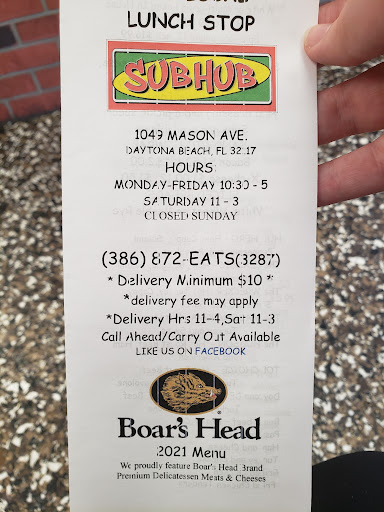 LUNCH STOP
SUBHUB
1049 MASON AVE.
DAYTONA BEACH, FL 32117
HOURS:
MONDAY-FRIDAY 10:30 - 5
SATURDAY 11 - 3
CLOSED SUNDAY
(386) 872-EATS(3287)
* Delivery Minimum $10 *
*delivery fee may apply
*Delivery Hrs 11-4,Sat 11-3
Call Ahead/Carry Out Available
LIKE US ON FACEBOOK
Boar's Head®
2021 Menu
We proudly feature Boar's Head Brand
Premium Delicatessen Meats & Cheeses